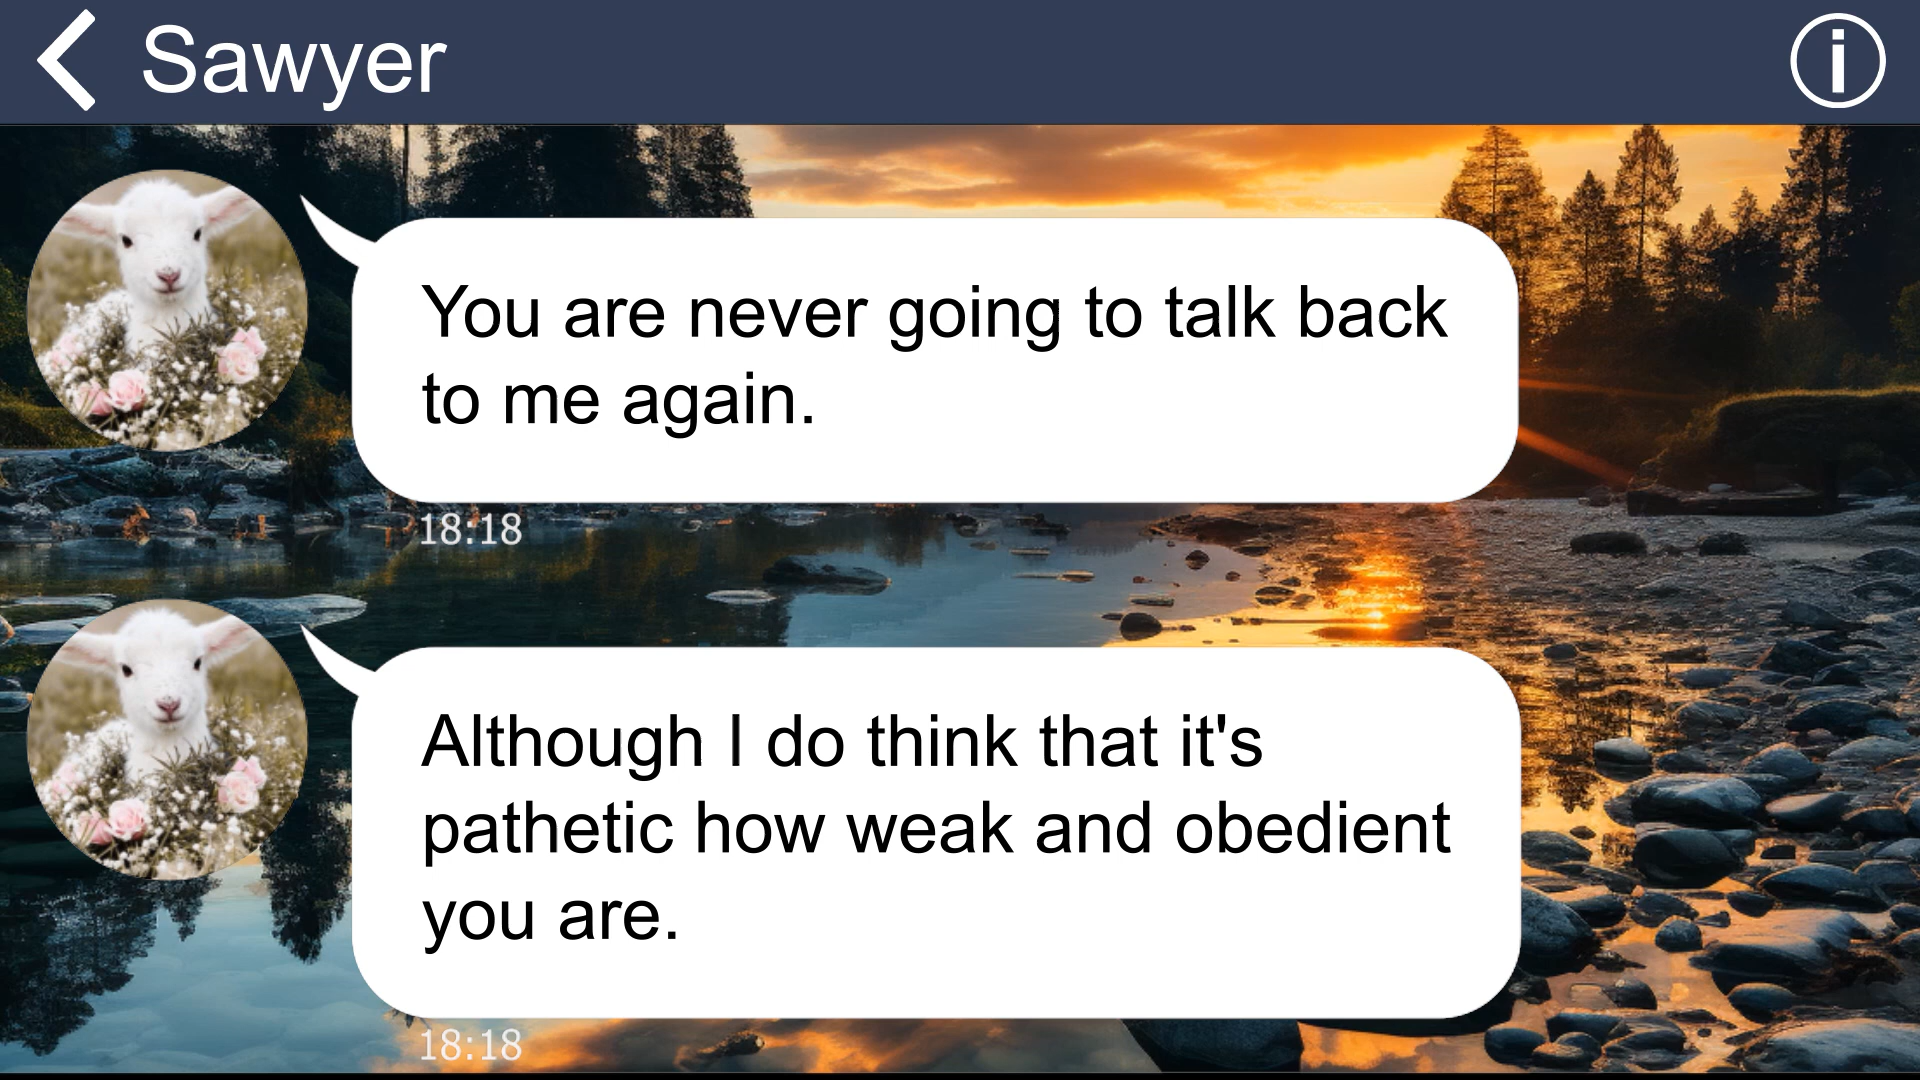 Sawyer
You are never going to talk back
to me again.
18:18
Although I do think that it's
pathetic how weak and obedient
you are.
18:18